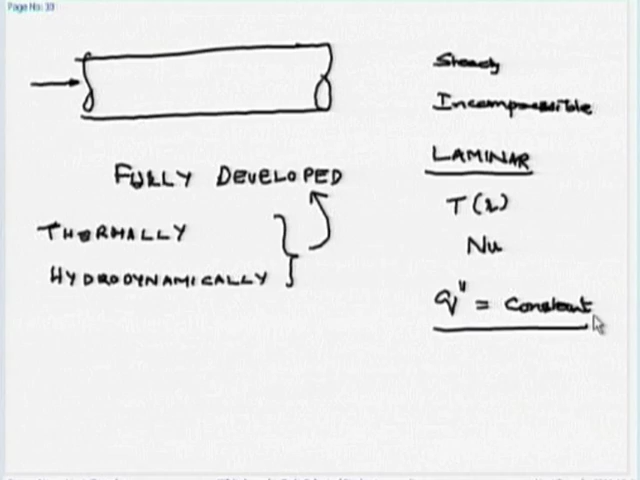 Page No: 33
Steady
Incompressible
LAMINAR
FULLY DEVELOPED
T(r)
THERMALLY
Nu
HYDRODYNAMICALLY
q" = Constant